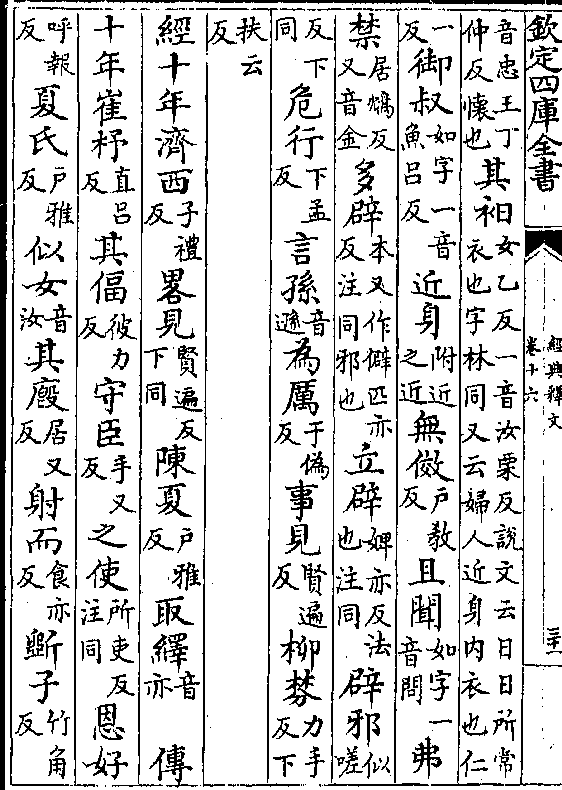 欽定四庫全書
經典釋文
卷十六
三十一
音忠王丁仲反懷也其衵女乙反一音汝栗反說文云日日所常衣也字林同又云婦人近身内衣也仁
一御叔如字一音魚呂反近身附近之近無傚戶教反且聞如字一音問弗
禁居鴆反又音金多辟本又作僻匹亦反注同邪也立辟婢亦反法也注同辟邪似嗟
反下同危行下孟反言孫音遜為厲于偽反事見賢遍反柳棼力手反下
扶云反
經十年濟西子禮反畧見賢遍反下同陳夏戶雅反取繹音亦傳
十年崔杼直呂反其偪彼力反守臣手又反之使所吏反注同恩好
呼報反夏氏戶雅反似女音汝其廏居又反射而食亦反斵子竹角反